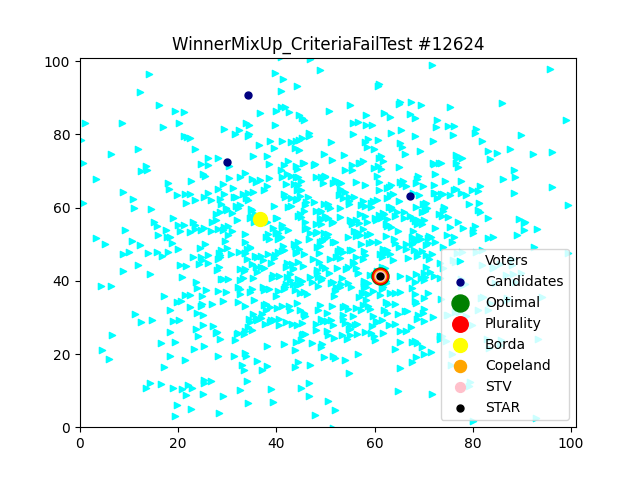 WinnerMixUp_CriteriaFailTest #12624
100
80
60
40
20
0
0
20
40
60
80
100
Voters
Candidates
Optimal
Plurality
Borda
Copeland
STV
STAR